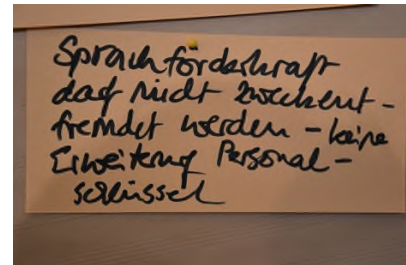 Sprachförderkraft
darf nicht zweckent-
fremdet werden - keine
Erweiterung Personal-
schlüssel